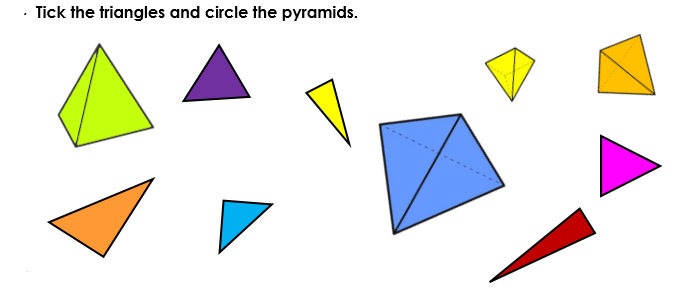 · Tick the triangles and circle the pyramids.